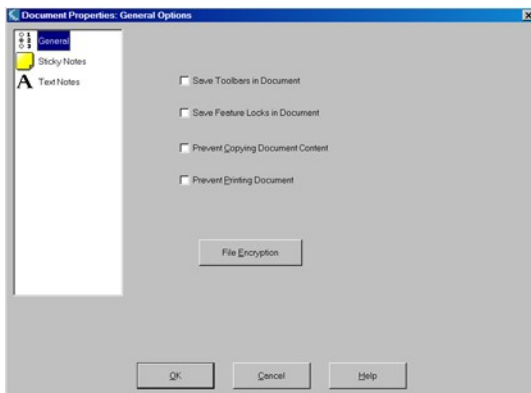 Document Properties: General Options
General
Sticky Notes
A Text Notes
Save Toolbars in Document
Save Feature Locks in Document
Prevent Copying Document Content
Prevent Printing Document
File Encryption
OK
Cancel
Help